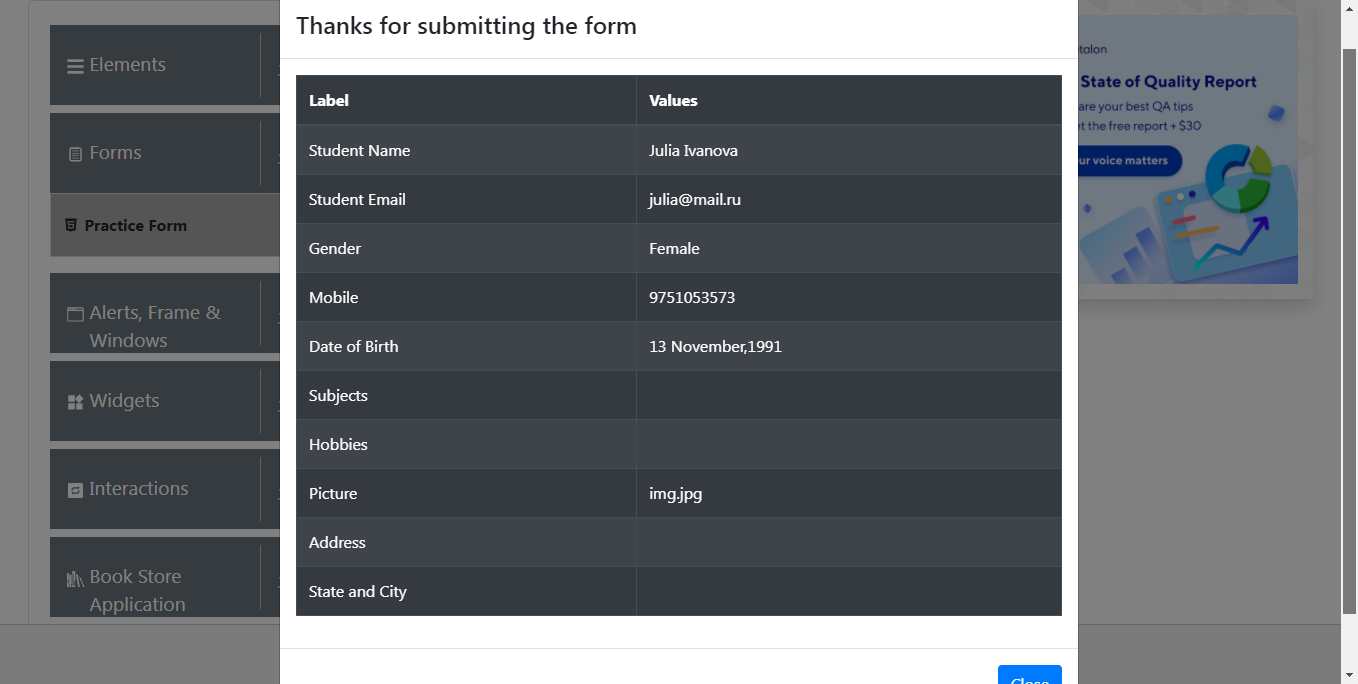 Thanks for submitting the form
Label Values
Student Name Julia Ivanova
Student Email julia@mail.ru
Gender Female
Mobile 9751053573
Date of Birth 13 November,1991
Subjects
Hobbies
Picture img.jpg
Address
State and City
Close
Elements
Forms
Practice Form
Alerts, Frame &
Windows
Widgets
Interactions
Book Store
Application
talon
State of Quality Report
are your best QA tips
t the free report + $30
ur voice matters